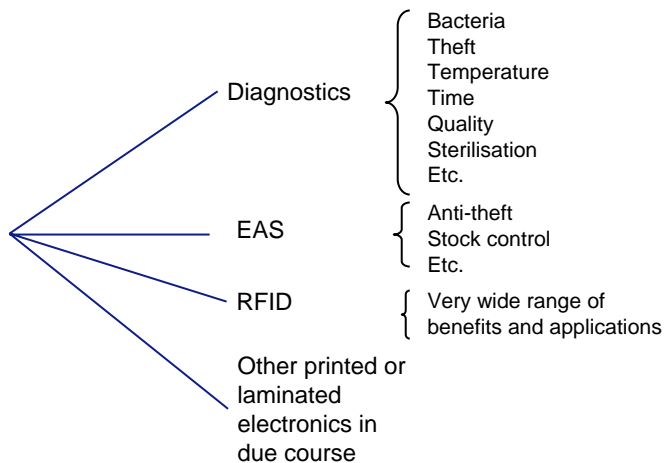 Diagnostics
Bacteria
Theft
Temperature
Time
Quality
Sterilisation
Etc.
EAS
Anti-theft
Stock control
Etc.
RFID
Very wide range of
benefits and applications
Other printed or
laminated
electronics in
due course